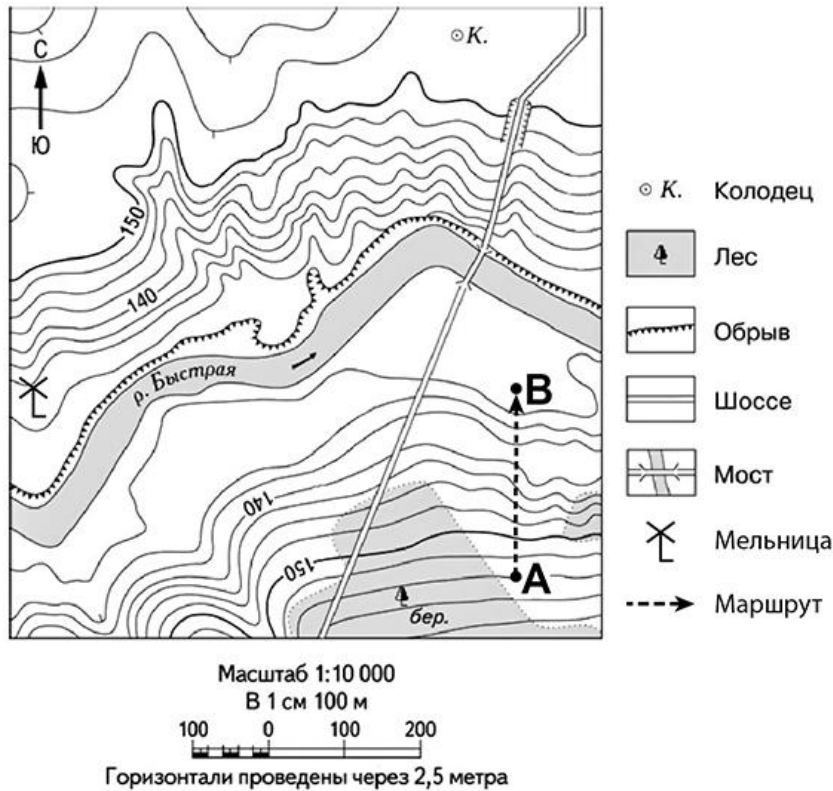 С
Ю
К.
150
140
р. Быстрая
В
140
150
А
бер.
К. Колодец
Лес
Обрыв
Шоссе
Мост
Мельница
Маршрут
Масштаб 1:10 000
В 1 см 100 м
100 0 100 200
Горизонтали проведены через 2,5 метра